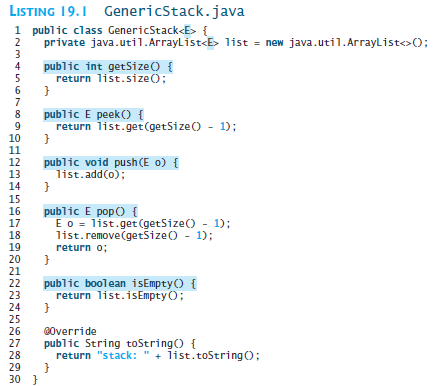 LISTING 19.1 GenericStack.java
1 public class GenericStack<E> {
2 private java.util.ArrayList<E> list = new java.util.ArrayList<>();
3
4 public int getSize() {
5 return list.size();
6 }
7
8 public E peek() {
9 return list.get(getSize() - 1);
10 }
11
12 public void push(E o) {
13 list.add(o);
14 }
15
16 public E pop() {
17 E o = list.get(getSize() - 1);
18 list.remove(getSize() - 1);
19 return o;
20 }
21
22 public boolean isEmpty() {
23 return list.isEmpty();
24 }
25
26 @Override
27 public String toString() {
28 return "stack: " + list.toString();
29 }
30 }